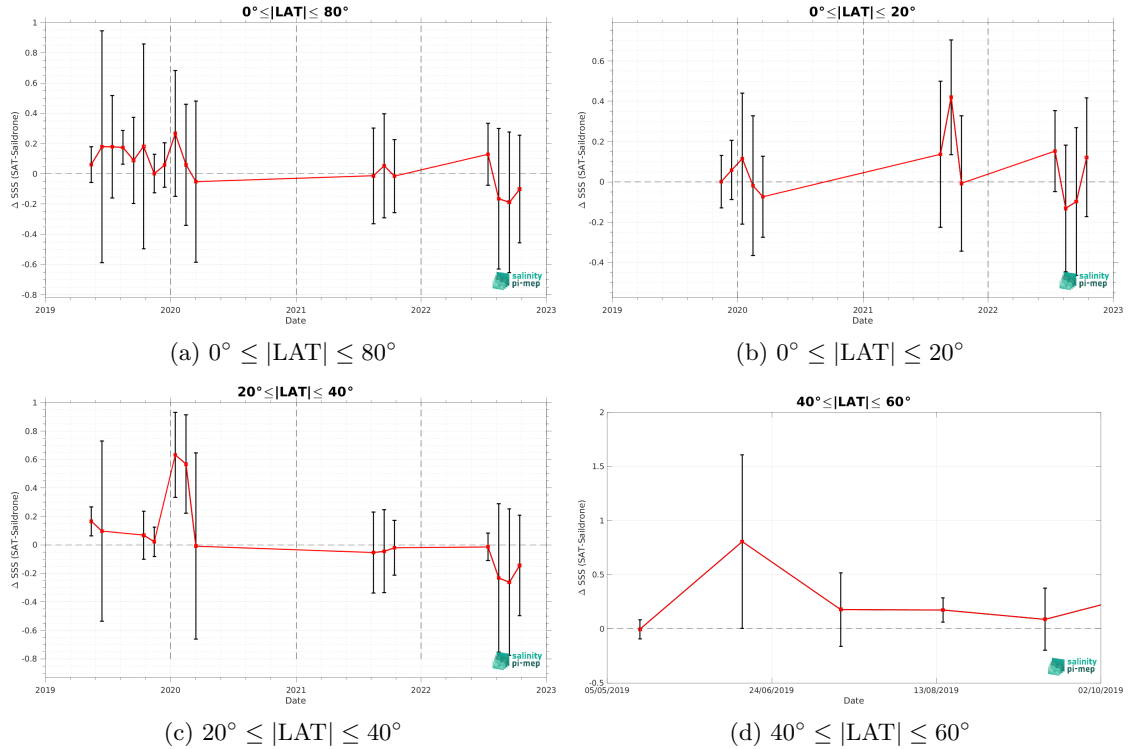 0°≤|LAT|≤ 80°
1
0.8
0.6
0.4
0.2
0
-0.2
-0.4
-0.6
-0.8
Δ SSS (SAT-Saildrone)
2019
2020
2021
2022
2023
Date
salinity
pi-mep
(a) 0° ≤ |LAT| ≤ 80°
0°≤|LAT|≤ 20°
0.6
0.4
0.2
0
-0.2
-0.4
Δ SSS (SAT-Saildrone)
2019
2020
2021
2022
2023
Date
salinity
pi-mep
(b) 0° ≤ |LAT| ≤ 20°
20°≤|LAT|≤ 40°
1
0.8
0.6
0.4
0.2
0
-0.2
-0.4
-0.6
-0.8
Δ SSS (SAT-Saildrone)
2019
2020
2021
2022
2023
Date
salinity
pi-mep
(c) 20° ≤ |LAT| ≤ 40°
40°≤|LAT|≤ 60°
2
1.5
1
0.5
0
-0.5
Δ SSS (SAT-Saildrone)
05/05/2019
24/06/2019
13/08/2019
02/10/2019
Date
salinity
pi-mep
(d) 40° ≤ |LAT| ≤ 60°